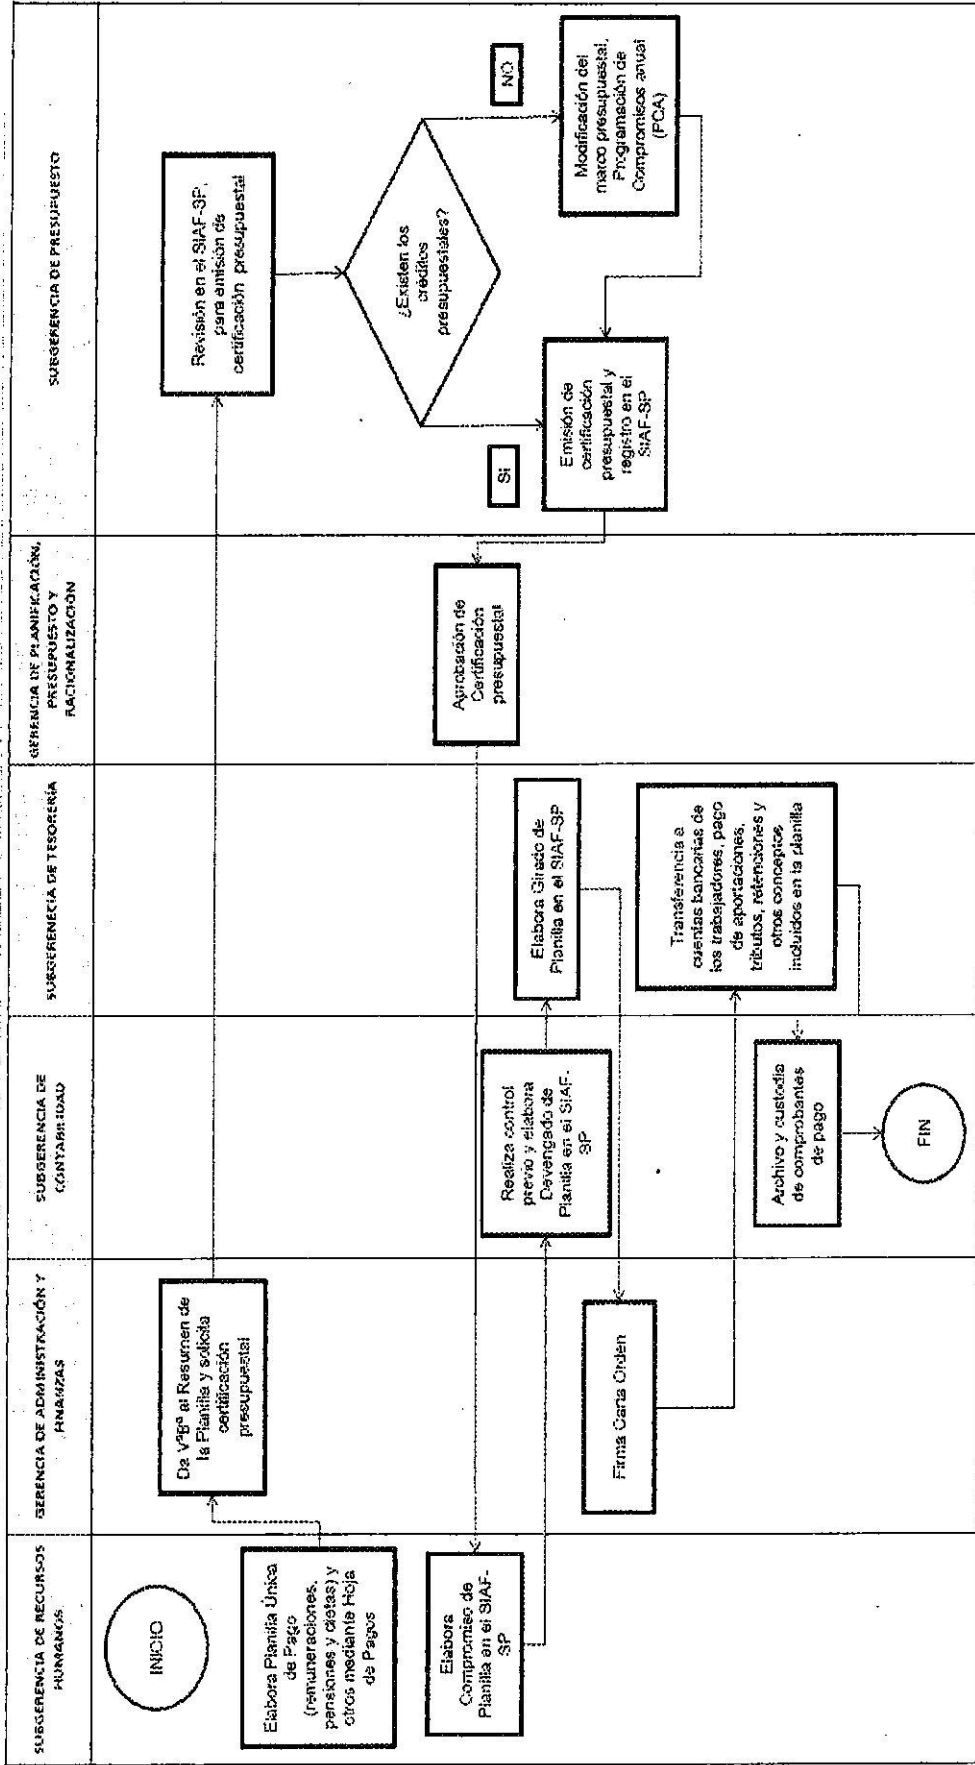 SUBGERENCIA DE RECURSOS
HUMANOS
GERENCIA DE ADMINISTRACIÓN Y
FINANZAS
SUBGERENCIA DE
CONTABILIDAD
SUBGERENECIA DE TESORERÍA
GERENCIA DE PLANIFICACIÓN,
PRESUPUESTO Y
RACIONALIZACIÓN
SUBGERENCIA DE PRESUPUESTO
INICIO
Elabora Planilla Única
de Pago
(remuneraciones,
pensiones y dietas) y
otros mediante Hoja
de Pagos
Da V°B° al Resumen de
la Planilla y solicita
certificación
presupuestal
Revisión en el SIAF-SP,
para emisión de
certificación presupuestal
¿Existen los
créditos
presupuestales?
SI
NO
Modificación del
marco presupuestal,
Programación de
Compromisos anual
(PCA)
Emisión de
certificación
presupuestal y
registro en el
SIAF-SP
Aprobación de
Certificación
presupuestal
Elabora
Compromiso de
Planilla en el SIAF-
SP
Realiza control
previo y elabora
Devengado de
Planilla en el SIAF-
SP
Elabora Girado de
Planilla en el SIAF-SP
Firma Carta Orden
Transferencia a
cuentas bancarias de
los trabajadores, pago
de aportaciones,
tributos, retenciones y
otros conceptos
incluidos en la planilla
Archivo y custodia
de comprobantes
de pago
FIN